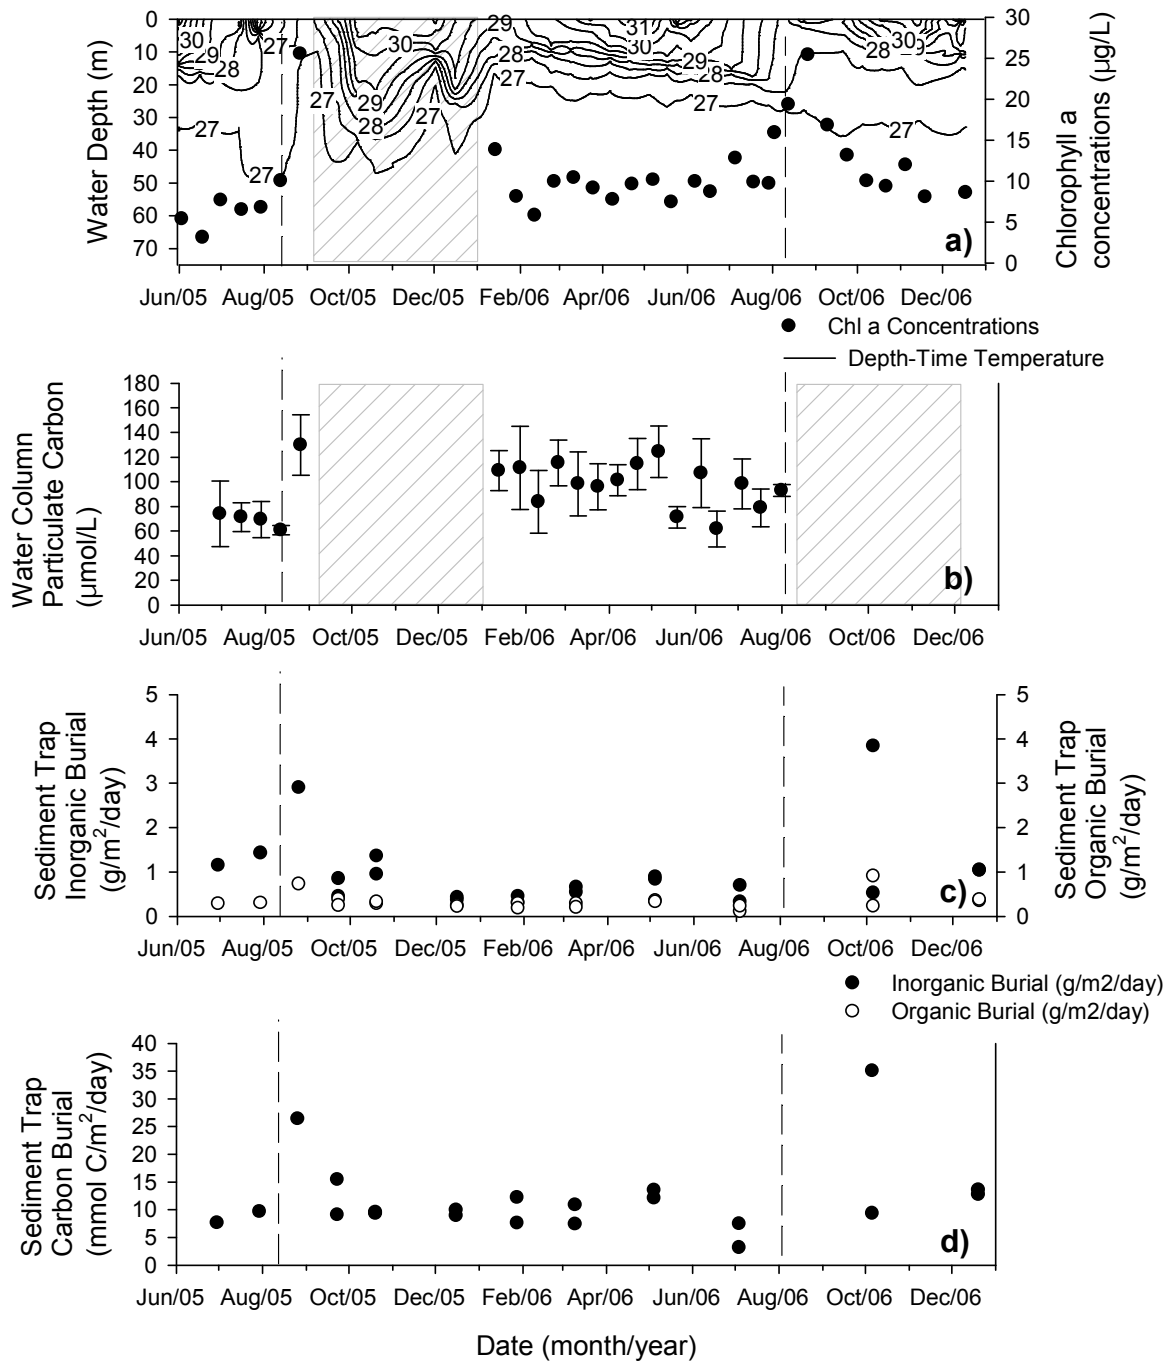 0
10
20
30
40
50
60
70
Water Depth (m)
30
29
28
27
27
27
27
30
29
28
27
29
28
27
31
30
29
28
27
28
30
29
27
30
25
20
15
10
5
0
Chlorophyll a
concentrations (µg/L)
a)
Jun/05 Aug/05 Oct/05 Dec/05 Feb/06 Apr/06 Jun/06 Aug/06 Oct/06 Dec/06
Chl a Concentrations
Depth-Time Temperature
Water Column
Particulate Carbon
(µmol/L)
180
160
140
120
100
80
60
40
20
0
b)
Jun/05 Aug/05 Oct/05 Dec/05 Feb/06 Apr/06 Jun/06 Aug/06 Oct/06 Dec/06
Sediment Trap
Inorganic Burial
(g/m²/day)
5
4
3
2
1
0
5
4
3
2
1
0
Sediment Trap
Organic Burial
(g/m²/day)
c)
Jun/05 Aug/05 Oct/05 Dec/05 Feb/06 Apr/06 Jun/06 Aug/06 Oct/06 Dec/06
Inorganic Burial (g/m2/day)
Organic Burial (g/m2/day)
Sediment Trap
Carbon Burial
(mmol C/m²/day)
40
35
30
25
20
15
10
5
0
d)
Jun/05 Aug/05 Oct/05 Dec/05 Feb/06 Apr/06 Jun/06 Aug/06 Oct/06 Dec/06
Date (month/year)